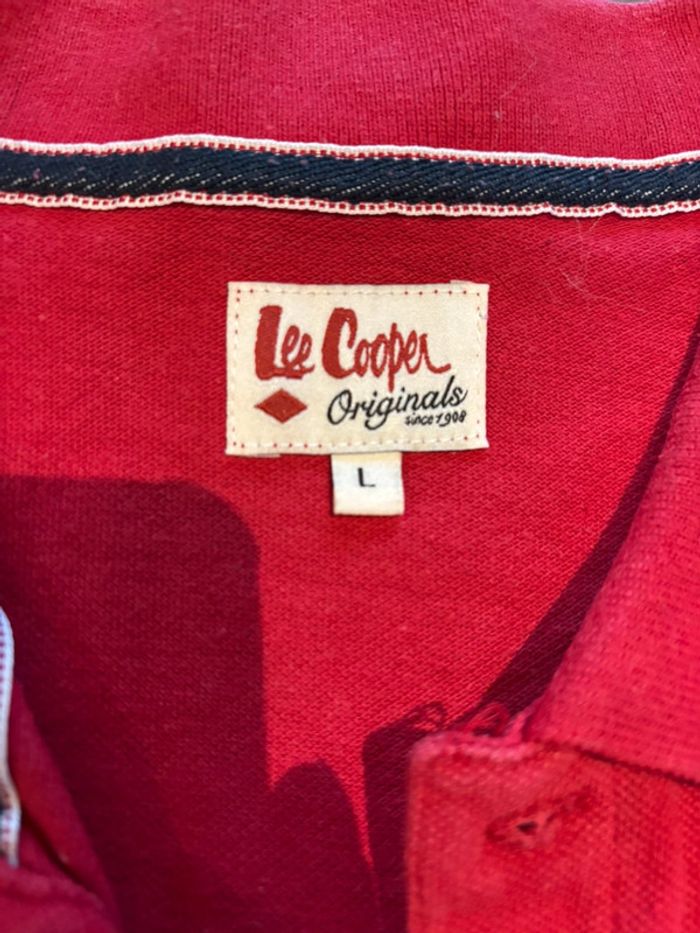 Lee Cooper
Originals
since 1908
L